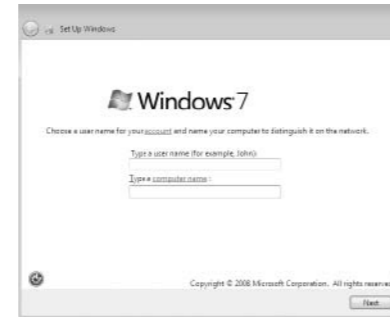 Set Up Windows
Windows 7
Choose a user name for your account and name your computer to distinguish it on the network.
Type a user name (for example, John):
Type a computer name:
Copyright © 2008 Microsoft Corporation. All rights reserve
Next